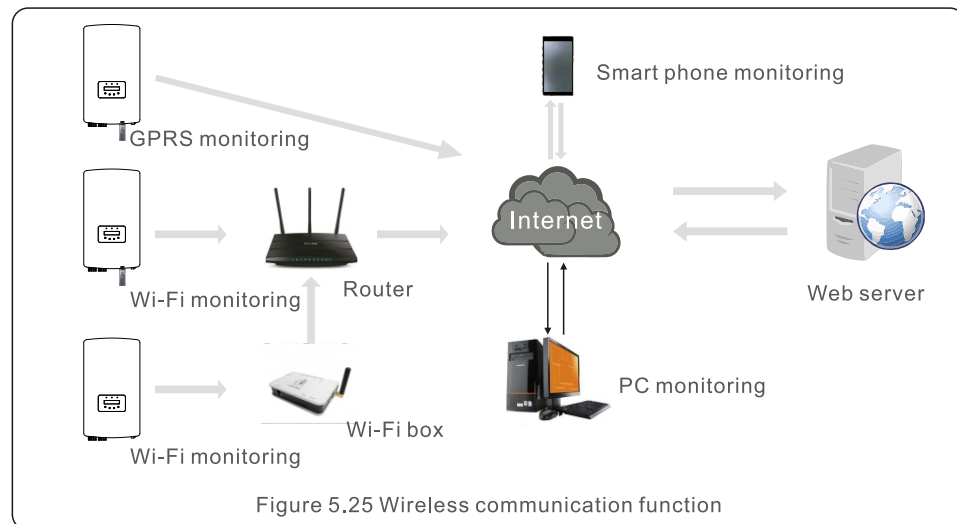 Smart phone monitoring
GPRS monitoring
Internet
Wi-Fi monitoring
Router
Web server
PC monitoring
Wi-Fi box
Wi-Fi monitoring
Figure 5.25 Wireless communication function